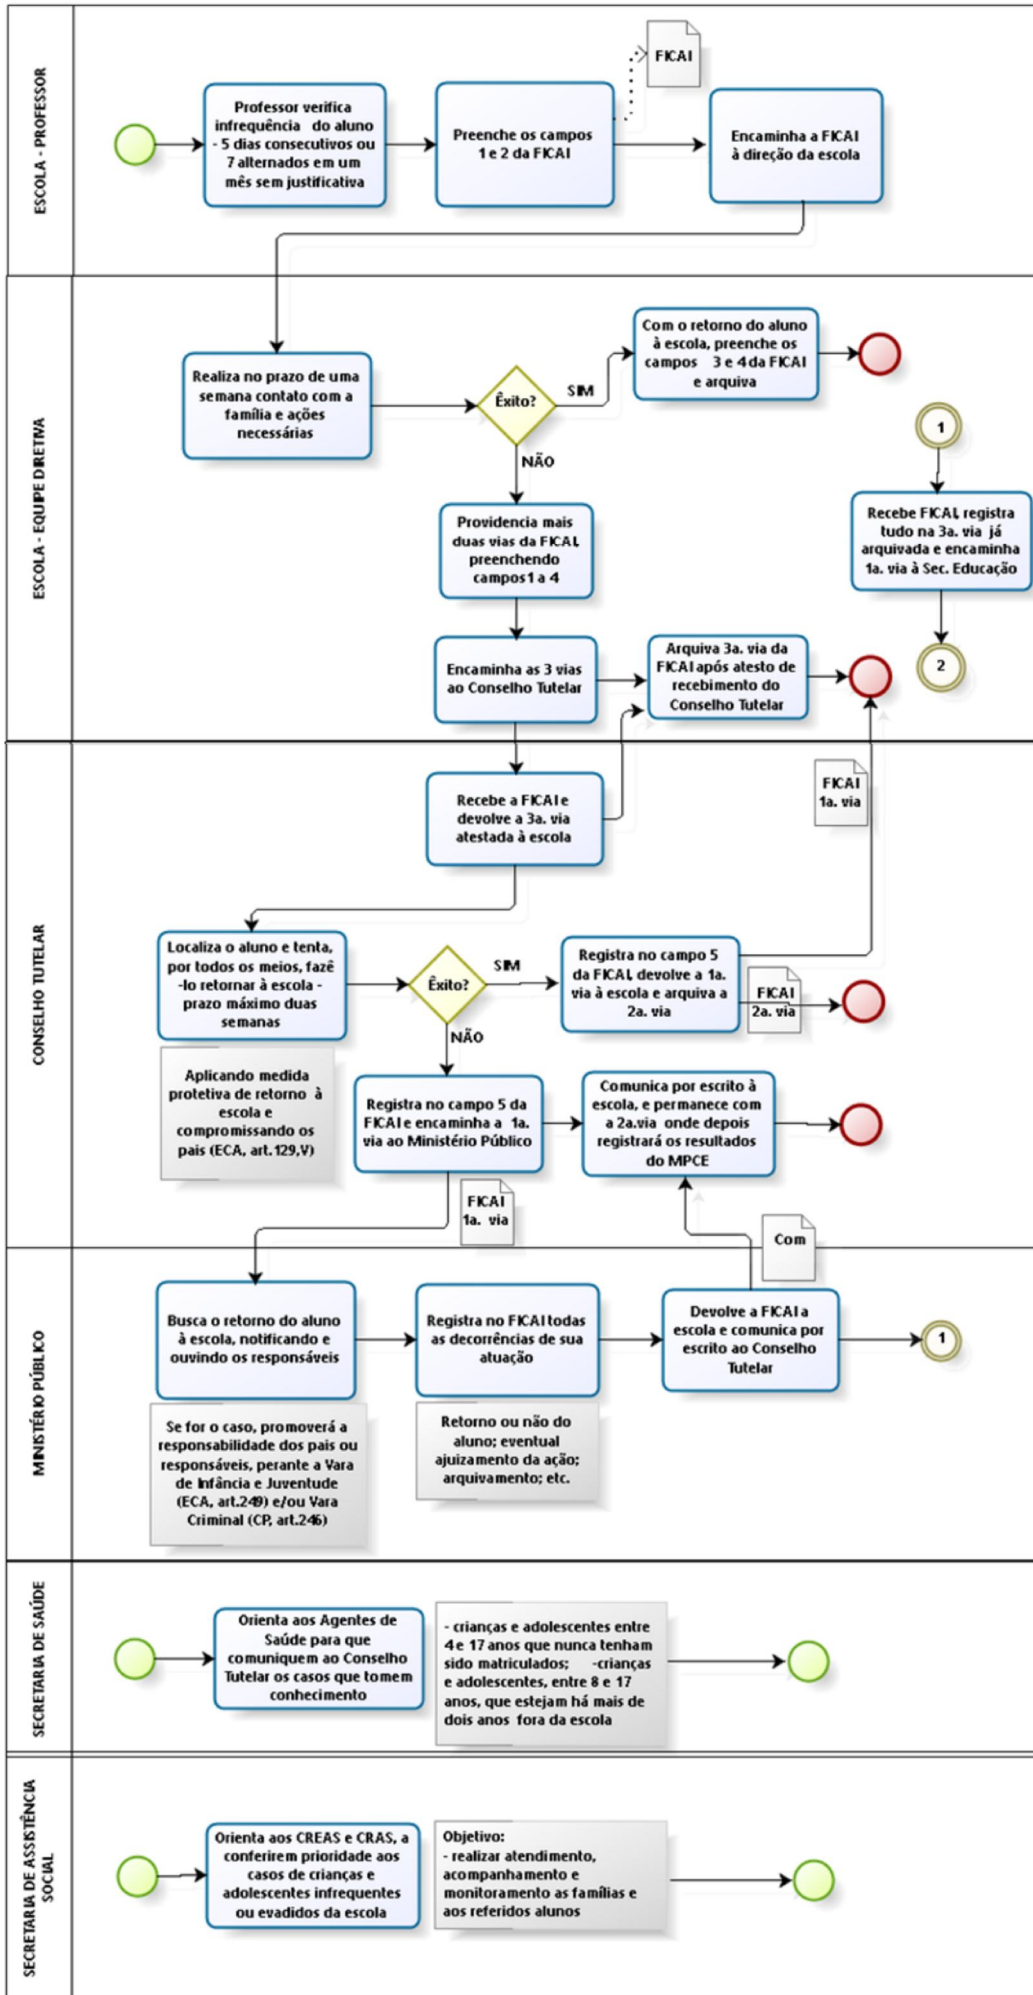 ESCOLA - PROFESSOR
Professor verifica
infrequência do aluno
- 5 dias consecutivos ou
7 alternados em um
mês sem justificativa
Preenche os campos
1 e 2 da FICAI
FICAI
Encaminha a FICAI
à direção da escola
ESCOLA - EQUIPE DIRETIVA
Realiza no prazo de uma
semana contato com a
família e ações
necessárias
Êxito?
SIM
Com o retorno do aluno
à escola, preenche os
campos 3 e 4 da FICAI
e arquiva
NÃO
Providencia mais
duas vias da FICAI,
preenchendo
campos 1 a 4
1
Recebe FICAI, registra
tudo na 3a. via já
arquivada e encaminha
1a. via à Sec. Educação
2
Encaminha as 3 vias
ao Conselho Tutelar
Arquiva 3a. via da
FICAI após atesto de
recebimento do
Conselho Tutelar
CONSELHO TUTELAR
Recebe a FICAI e
devolve a 3a. via
atestada à escola
FICAI
1a. via
Localiza o aluno e tenta,
por todos os meios, fazê
-lo retornar à escola -
prazo máximo duas
semanas
Êxito?
SIM
Registra no campo 5
da FICAI, devolve a 1a.
via à escola e arquiva a
2a. via
FICAI
2a. via
NÃO
Aplicando medida
protetiva de retorno à
escola e
compromissando os
pais (ECA, art.129,V)
Registra no campo 5 da
FICAI e encaminha a 1a.
via ao Ministério Público
Comunica por escrito à
escola, e permanece com
a 2a.via onde depois
registrará os resultados
do MPCE
FICAI
1a. via
Com
MINISTÉRIO PÚBLICO
Busca o retorno do aluno
à escola, notificando e
ouvindo os responsáveis
Registra no FICAI todas
as decorrências de sua
atuação
Devolve a FICAI a
escola e comunica por
escrito ao Conselho
Tutelar
1
Se for o caso, promoverá a
responsabilidade dos pais ou
responsáveis, perante a Vara
de Infância e Juventude
(ECA, art.249) e/ou Vara
Criminal (CP, art.246)
Retorno ou não do
aluno; eventual
ajuizamento da ação;
arquivamento; etc.
SECRETARIA DE SAÚDE
Orienta aos Agentes de
Saúde para que
comuniquem ao Conselho
Tutelar os casos que tomem
conhecimento
- crianças e adolescentes entre
4 e 17 anos que nunca tenham
sido matriculados; -crianças
e adolescentes, entre 8 e 17
anos, que estejam há mais de
dois anos fora da escola
SECRETARIA DE ASSISTÊNCIA
SOCIAL
Orienta aos CREAS e CRAS, a
conferirem prioridade aos
casos de crianças e
adolescentes infrequentes
ou evadidos da escola
Objetivo:
- realizar atendimento,
acompanhamento e
monitoramento as famílias e
aos referidos alunos